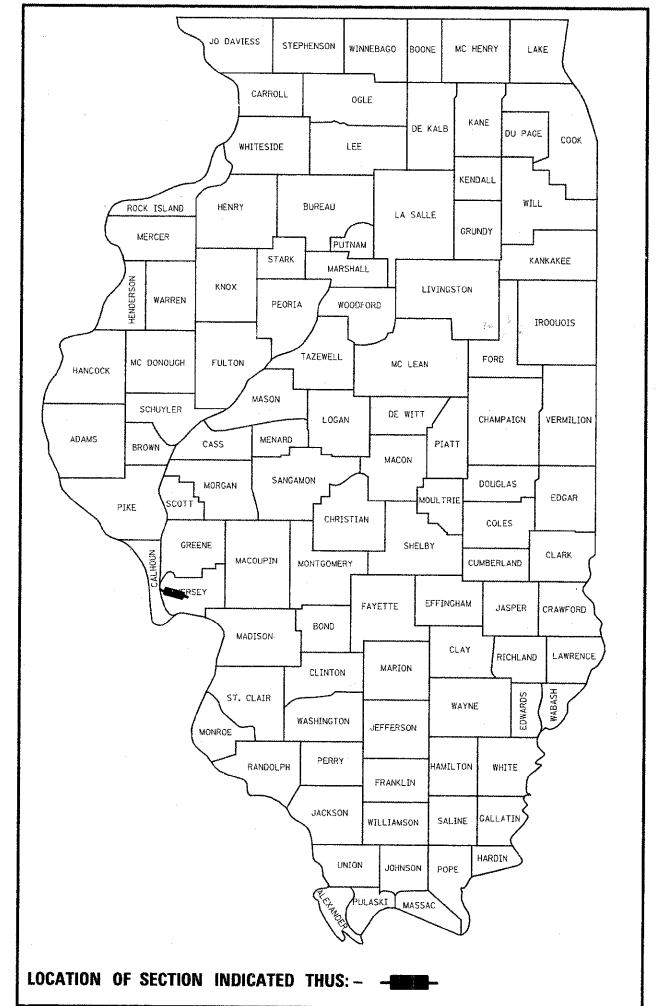 JO DAVIESS STEPHENSON WINNEBAGO BOONE MC HENRY LAKE
CARROLL OGLE DE KALB KANE DU PAGE COOK
WHITESIDE LEE
KENDALL WILL
ROCK ISLAND HENRY BUREAU LA SALLE GRUNDY
MERCER PUTNAM
STARK MARSHALL KANKAKEE
HENDERSON WARREN KNOX PEORIA WOODFORD LIVINGSTON IROQUOIS
HANCOCK MC DONOUGH FULTON TAZEWELL MC LEAN FORD
SCHUYLER MASON LOGAN DE WITT CHAMPAIGN VERMILION
ADAMS BROWN CASS MENARD MACON PIATT
PIKE SCOTT MORGAN SANGAMON MOULTRIE DOUGLAS EDGAR
CHRISTIAN COLES
GREENE MACOUPIN MONTGOMERY SHELBY CUMBERLAND CLARK
CALHOUN ERSEY FAYETTE EFFINGHAM JASPER CRAWFORD
MADISON BOND
CLAY RICHLAND LAWRENCE
CLINTON MARION
ST. CLAIR WAYNE EDWARDS WABASH
MONROE WASHINGTON JEFFERSON
RANDOLPH PERRY HAMILTON WHITE
FRANKLIN
JACKSON WILLIAMSON SALINE GALLATIN
UNION JOHNSON POPE HARDIN
ALEXANDER PULASKI MASSAC
LOCATION OF SECTION INDICATED THUS:-